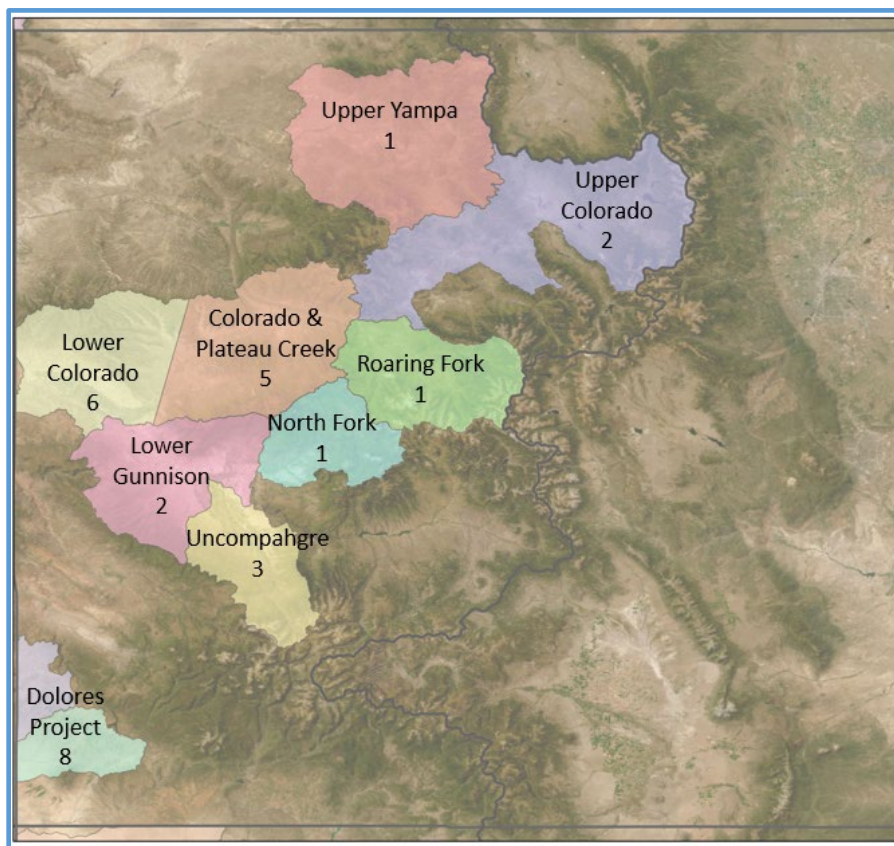 Upper Yampa
1
Upper
Colorado
2
Colorado &
Plateau Creek
5
Lower
Colorado
6
Roaring Fork
1
North Fork
1
Lower
Gunnison
2
Uncompahgre
3
Dolores
Project
8